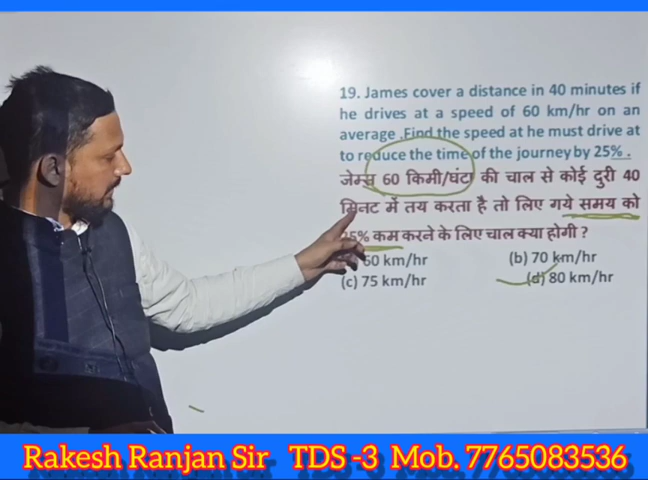 19. James cover a distance in 40 minutes if
he drives at a speed of 60 km/hr on an
average .Find the speed at he must drive at
to reduce the time of the journey by 25% .
जेम्स 60 किमी/घंटा की चाल से कोई दुरी 40
मिनट में तय करता है तो लिए गये समय को
% कम करने के लिए चाल क्या होगी ?
60 km/hr (b) 70 km/hr
(c) 75 km/hr (d) 80 km/hr
Rakesh Ranjan Sir TDS -3 Mob. 7765083536